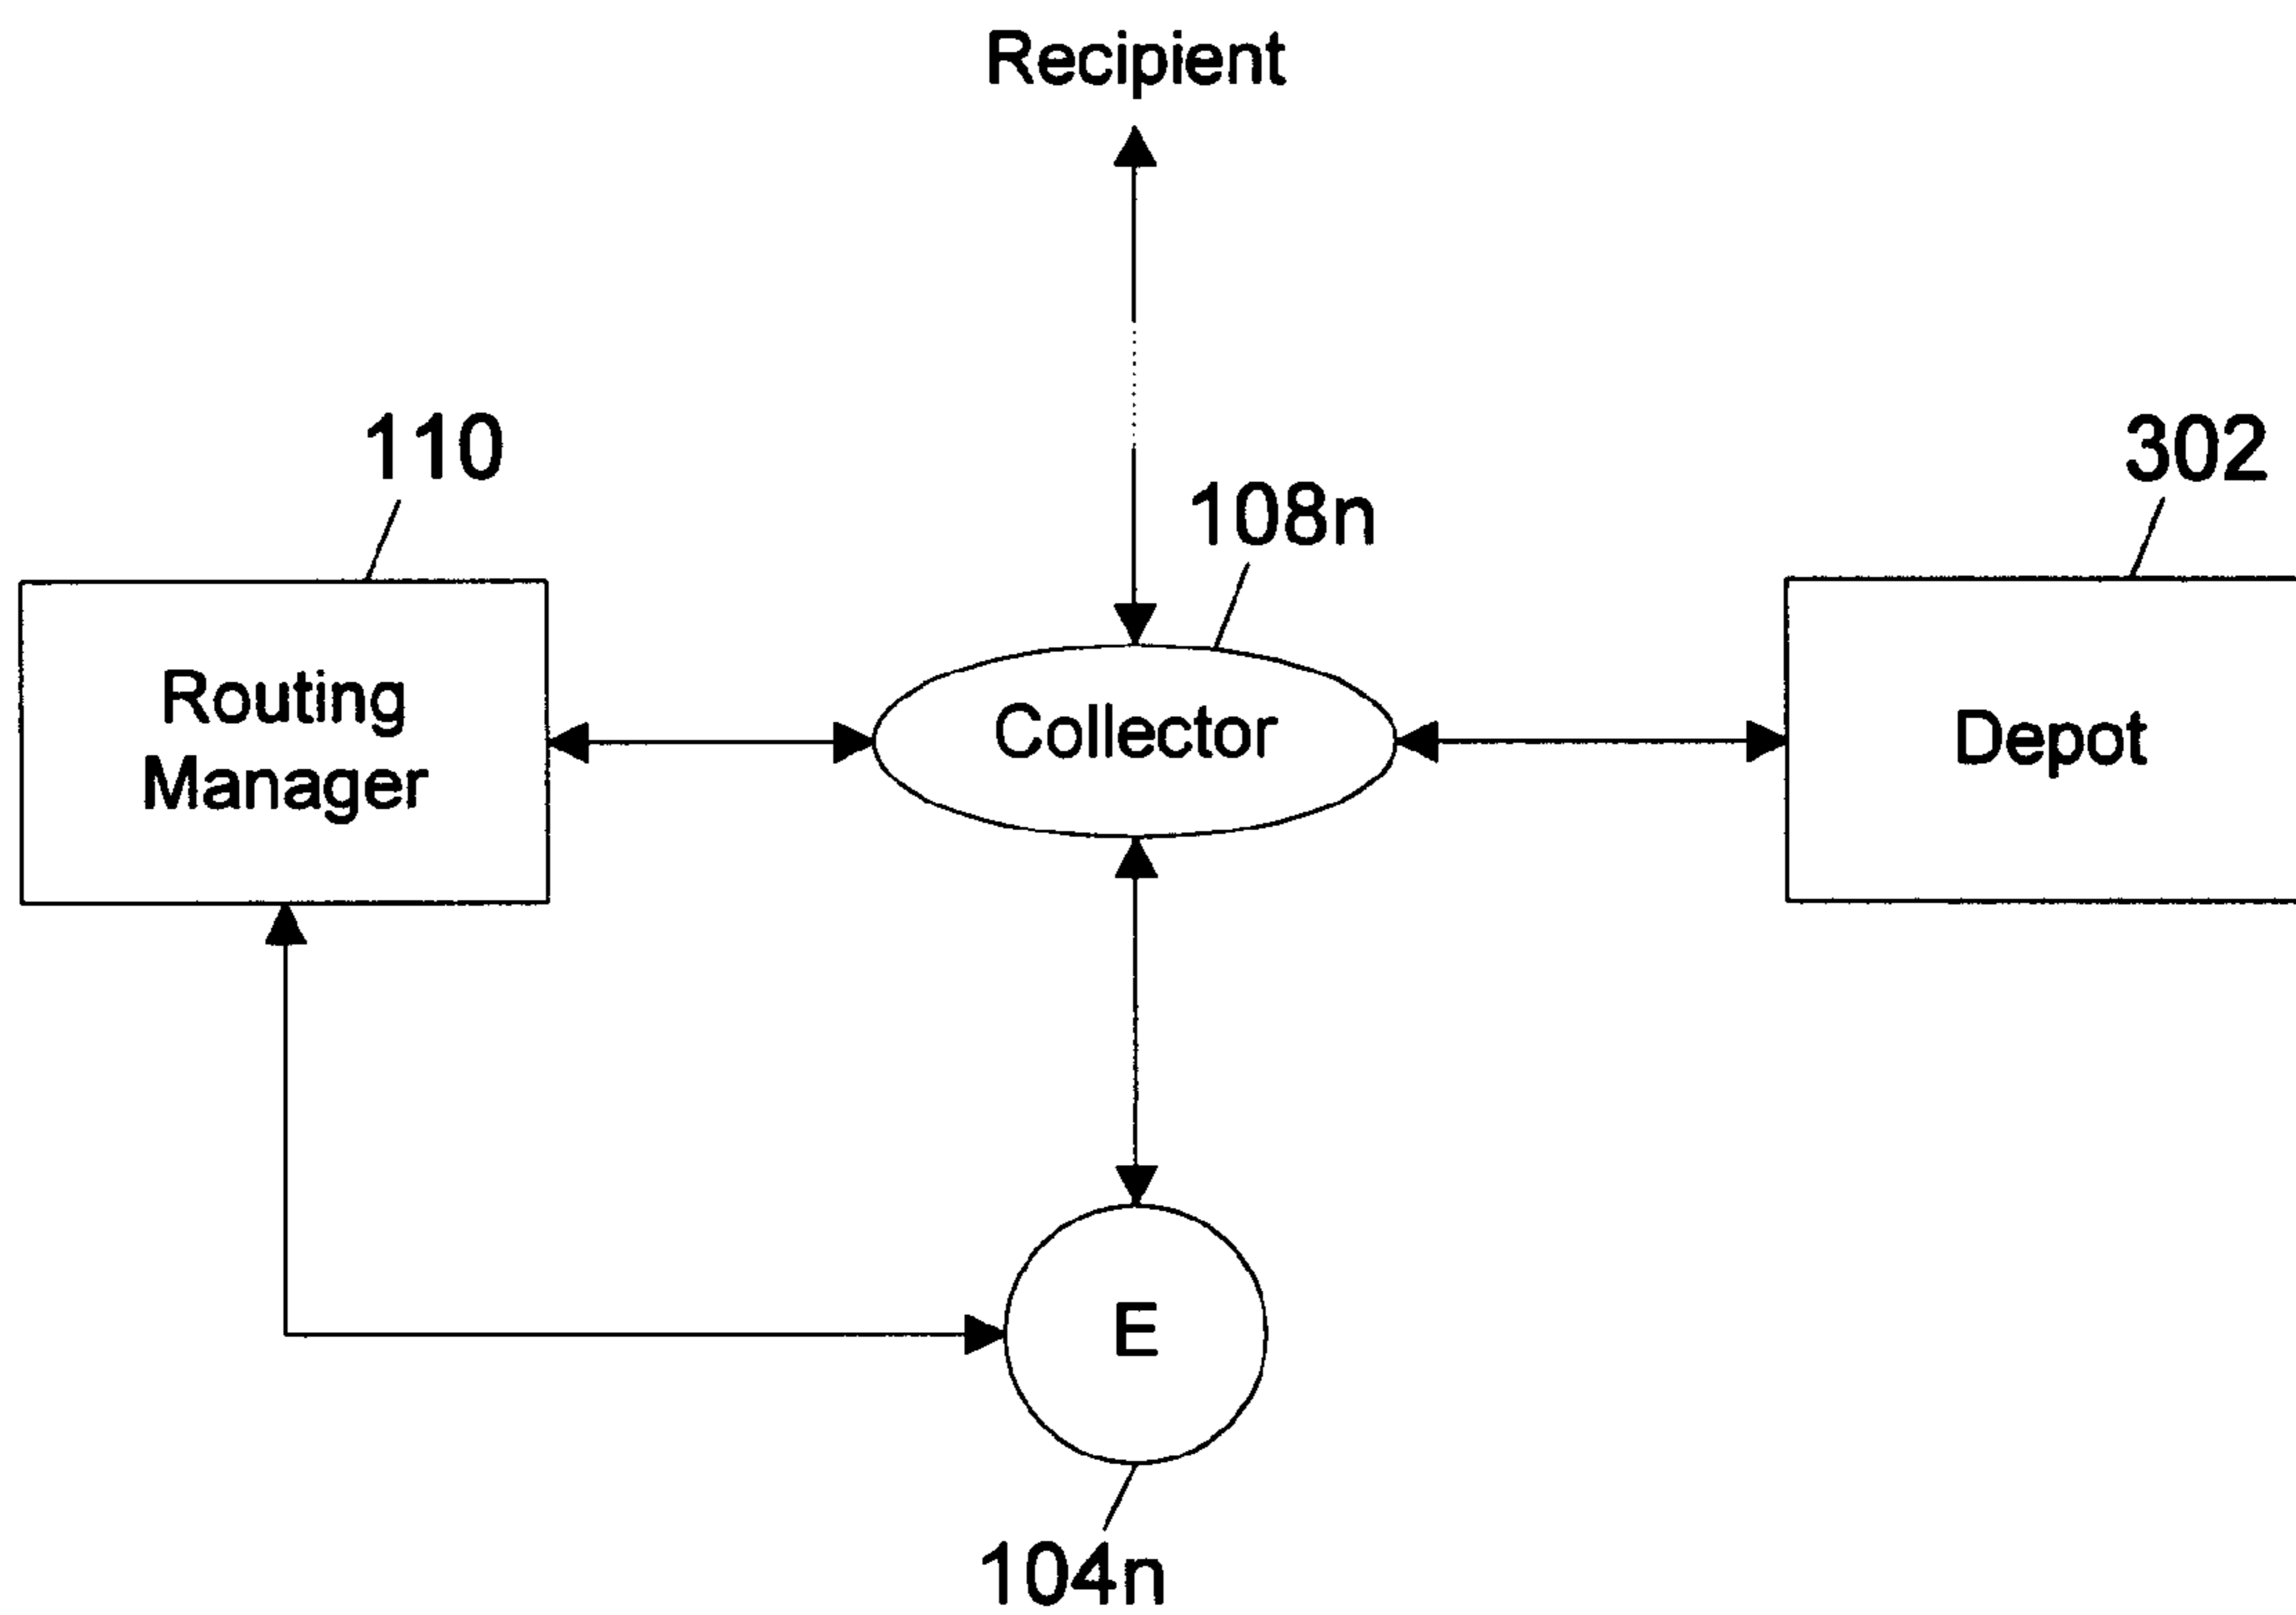 Recipient
110
302
108n
Routing
Manager
Collector
Depot
E
104n